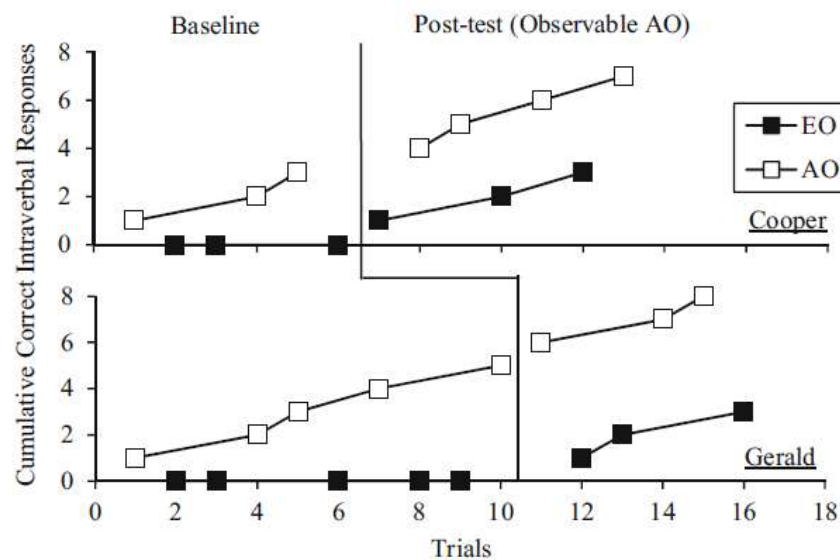 Baseline Post-test (Observable AO)
Cumulative Correct Intraverbal Responses
8
6
4
2
0
EO
AO
Cooper
8
6
4
2
0
Gerald
0 2 4 6 8 10 12 14 16 18
Trials